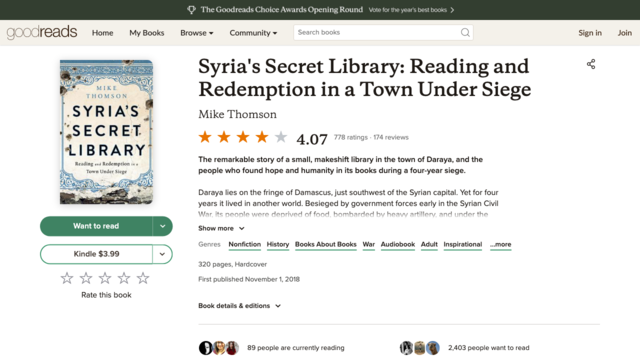 The Goodreads Choice Awards Opening Round Vote for the year's best books
goodreads Home My Books Browse Community Search books Sign in Join
MIKE
THOMSON
SYRIA'S
SECRET
LIBRARY
Reading and Redemption in a
Town Under Siege
Want to read
Kindle $3.99
Rate this book
Syria's Secret Library: Reading and
Redemption in a Town Under Siege
Mike Thomson
4.07 778 ratings · 174 reviews
The remarkable story of a small, makeshift library in the town of Daraya, and the
people who found hope and humanity in its books during a four-year siege.
Daraya lies on the fringe of Damascus, just southwest of the Syrian capital. Yet for four
years it lived in another world. Besieged by government forces early in the Syrian Civil
War, its people were deprived of food, bombarded by heavy artillery, and under the
Show more
Genres Nonfiction History Books About Books War Audiobook Adult Inspirational ...more
320 pages, Hardcover
First published November 1, 2018
Book details & editions
89 people are currently reading
2,403 people want to read